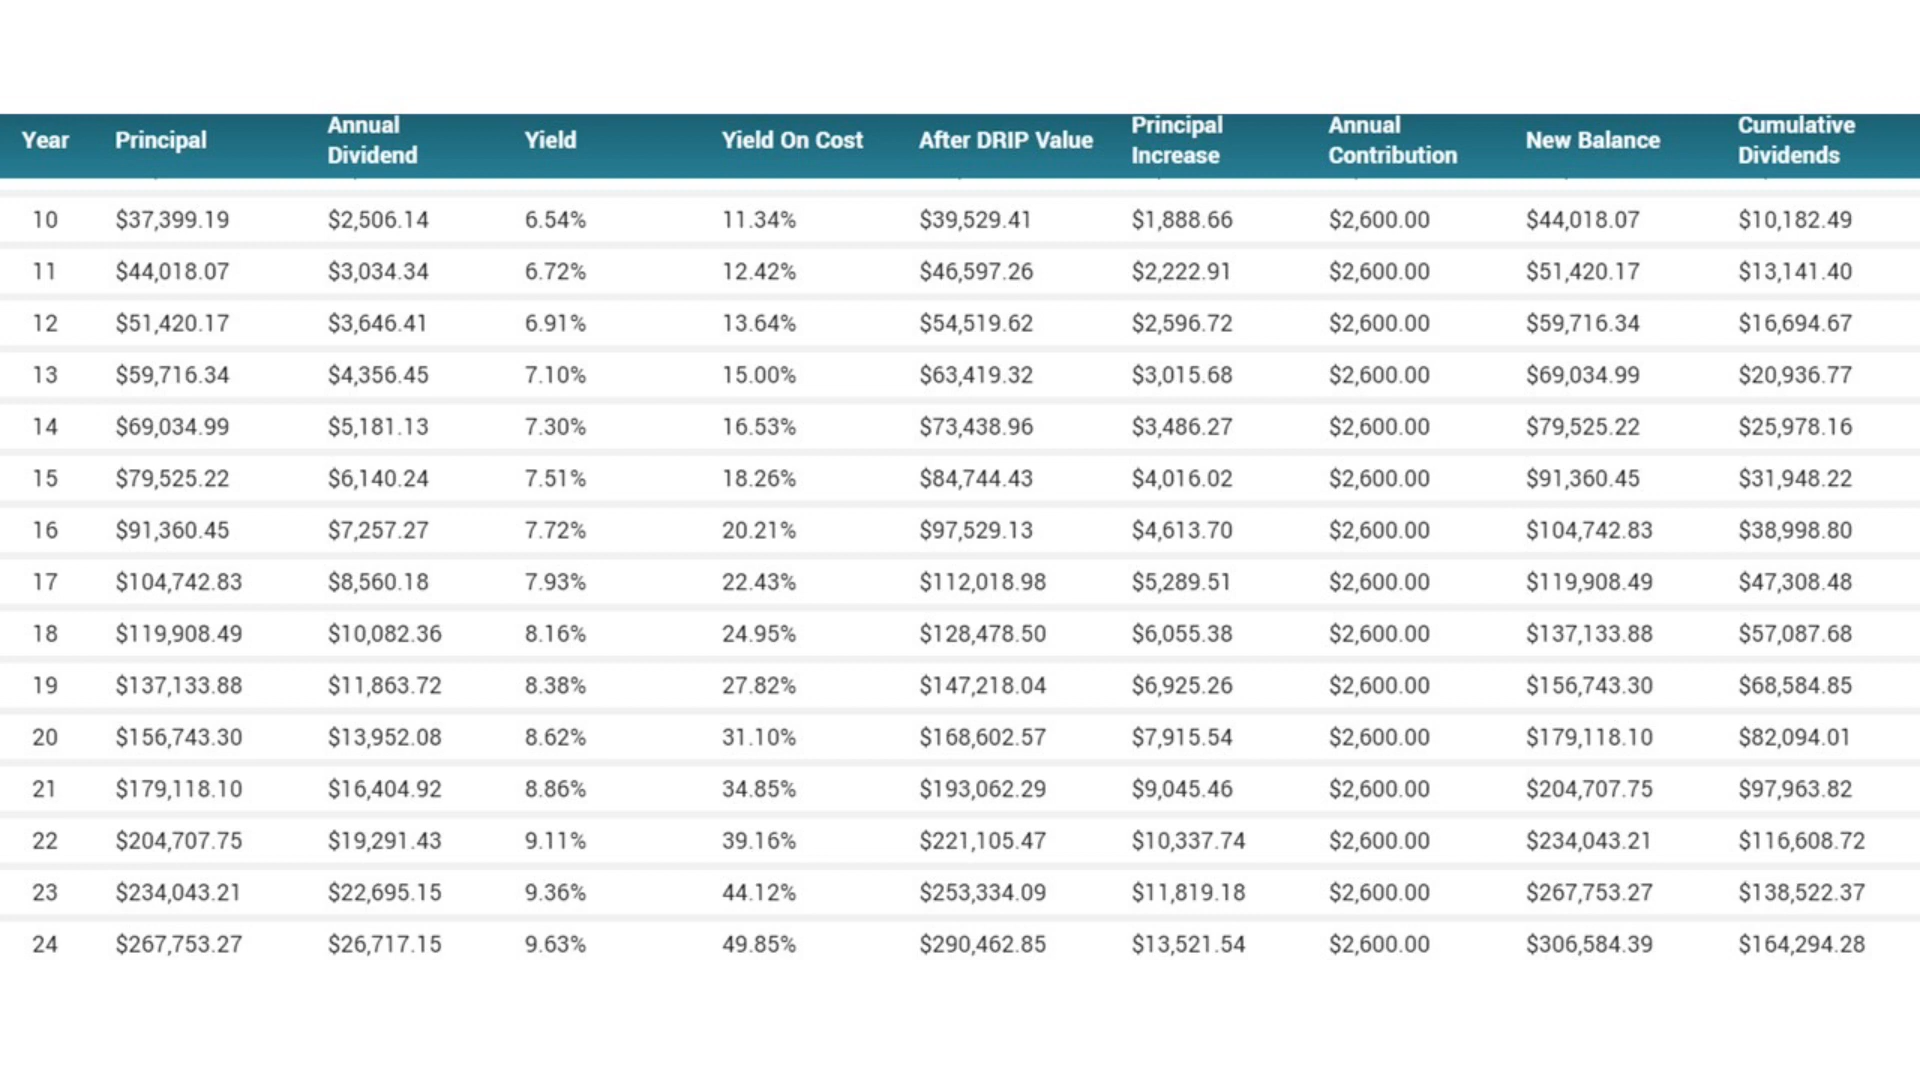 Year Principal Annual Dividend Yield Yield On Cost After DRIP Value Principal Increase Annual Contribution New Balance Cumulative Dividends
10 $37,399.19 $2,506.14 6.54% 11.34% $39,529.41 $1,888.66 $2,600.00 $44,018.07 $10,182.49
11 $44,018.07 $3,034.34 6.72% 12.42% $46,597.26 $2,222.91 $2,600.00 $51,420.17 $13,141.40
12 $51,420.17 $3,646.41 6.91% 13.64% $54,519.62 $2,596.72 $2,600.00 $59,716.34 $16,694.67
13 $59,716.34 $4,356.45 7.10% 15.00% $63,419.32 $3,015.68 $2,600.00 $69,034.99 $20,936.77
14 $69,034.99 $5,181.13 7.30% 16.53% $73,438.96 $3,486.27 $2,600.00 $79,525.22 $25,978.16
15 $79,525.22 $6,140.24 7.51% 18.26% $84,744.43 $4,016.02 $2,600.00 $91,360.45 $31,948.22
16 $91,360.45 $7,257.27 7.72% 20.21% $97,529.13 $4,613.70 $2,600.00 $104,742.83 $38,998.80
17 $104,742.83 $8,560.18 7.93% 22.43% $112,018.98 $5,289.51 $2,600.00 $119,908.49 $47,308.48
18 $119,908.49 $10,082.36 8.16% 24.95% $128,478.50 $6,055.38 $2,600.00 $137,133.88 $57,087.68
19 $137,133.88 $11,863.72 8.38% 27.82% $147,218.04 $6,925.26 $2,600.00 $156,743.30 $68,584.85
20 $156,743.30 $13,952.08 8.62% 31.10% $168,602.57 $7,915.54 $2,600.00 $179,118.10 $82,094.01
21 $179,118.10 $16,404.92 8.86% 34.85% $193,062.29 $9,045.46 $2,600.00 $204,707.75 $97,963.82
22 $204,707.75 $19,291.43 9.11% 39.16% $221,105.47 $10,337.74 $2,600.00 $234,043.21 $116,608.72
23 $234,043.21 $22,695.15 9.36% 44.12% $253,334.09 $11,819.18 $2,600.00 $267,753.27 $138,522.37
24 $267,753.27 $26,717.15 9.63% 49.85% $290,462.85 $13,521.54 $2,600.00 $306,584.39 $164,294.28